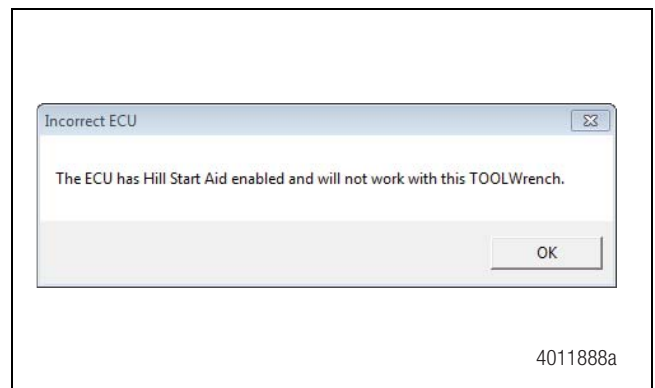 Incorrect ECU
The ECU has Hill Start Aid enabled and will not work with this TOOLWrench.
OK
4011888a